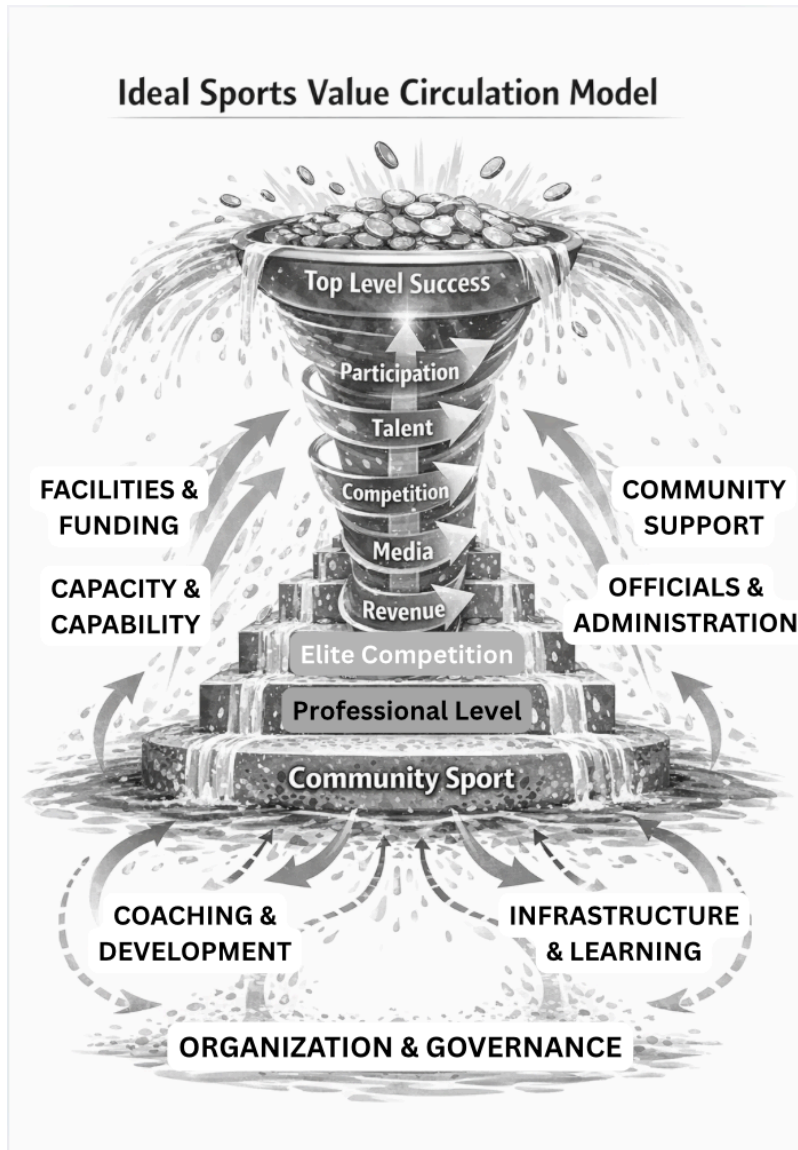 Ideal Sports Value Circulation Model
Top Level Success
Participation
Talent
Competition
Media
Revenue
FACILITIES &
FUNDING
CAPACITY &
CAPABILITY
COMMUNITY
SUPPORT
OFFICIALS &
ADMINISTRATION
Elite Competition
Professional Level
Community Sport
COACHING &
DEVELOPMENT
INFRASTRUCTURE
& LEARNING
ORGANIZATION & GOVERNANCE